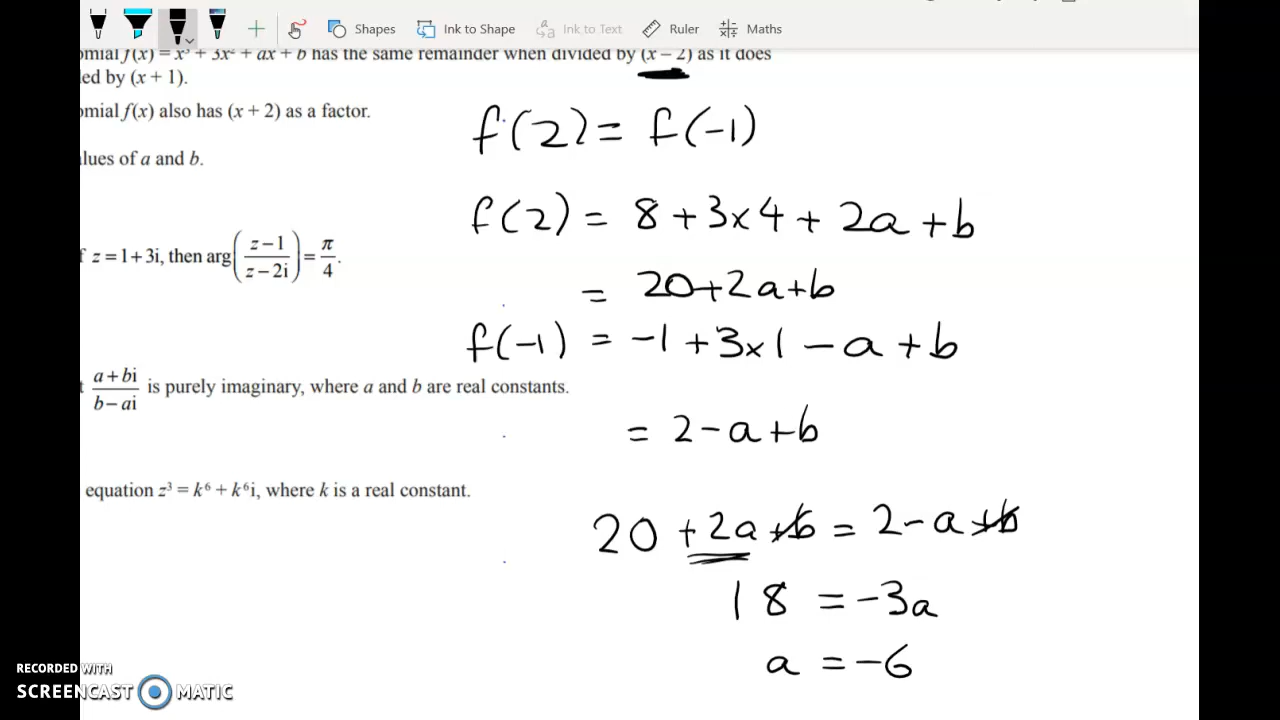 Shapes Ink to Shape Ink to Text Ruler Maths
omial f(x) = x³ + 3x² + ax + b has the same remainder when divided by (x − 2) as it does
ed by (x + 1).
omial f(x) also has (x + 2) as a factor.
lues of a and b.
f(2) = f(-1)
f(2) = 8 + 3×4 + 2a + b
= 20+2a+b
f(-1) = -1 + 3×1 - a + b
= 2-a+b
20 +2a+b = 2-a+b
18 = -3a
a = -6
f z = 1 + 3i, then arg((z − 1)/(z − 2i)) = π/4.
t (a + bi)/(b − ai) is purely imaginary, where a and b are real constants.
equation z³ = k⁶ + k⁶i, where k is a real constant.
RECORDED WITH
SCREENCAST MATIC